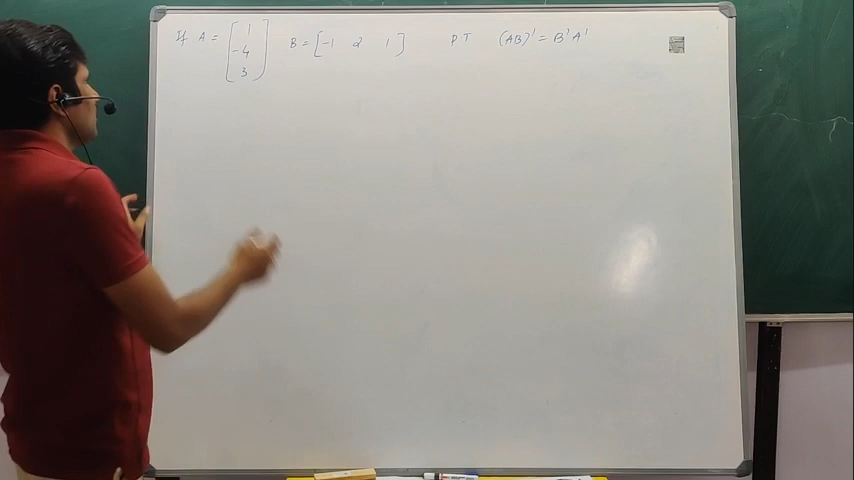 If A = [ 1 -4 3 ] B = [ -1 2 1 ] P T (AB)' = B'A'